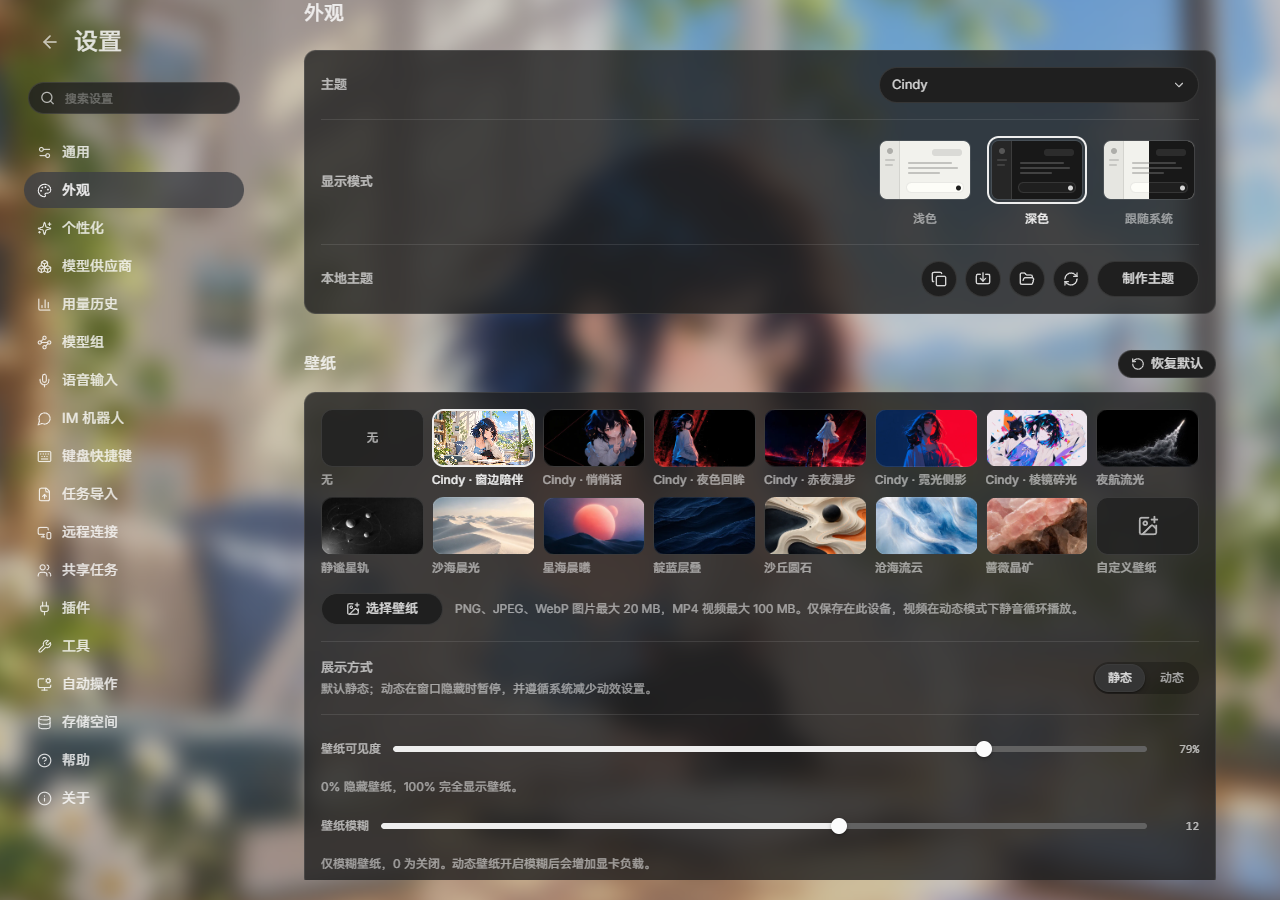 设置
搜索设置
通用
外观
个性化
模型供应商
用量历史
模型组
语音输入
IM 机器人
键盘快捷键
任务导入
远程连接
共享任务
插件
工具
自动操作
存储空间
帮助
关于
外观
主题
Cindy
显示模式
浅色
深色
跟随系统
本地主题
制作主题
壁纸
恢复默认
无
无
Cindy · 窗边陪伴
Cindy · 悄悄话
Cindy · 夜色回眸
Cindy · 赤夜漫步
Cindy · 霓光侧影
Cindy · 棱镜碎光
夜航流光
静谧星轨
沙海晨光
星海晨曦
靛蓝层叠
沙丘圆石
沧海流云
蔷薇晶矿
自定义壁纸
选择壁纸
PNG、JPEG、WebP 图片最大 20 MB，MP4 视频最大 100 MB。仅保存在此设备，视频在动态模式下静音循环播放。
展示方式
默认静态；动态在窗口隐藏时暂停，并遵循系统减少动效设置。
静态
动态
壁纸可见度
79%
0% 隐藏壁纸，100% 完全显示壁纸。
壁纸模糊
12
仅模糊壁纸，0 为关闭。动态壁纸开启模糊后会增加显卡负载。